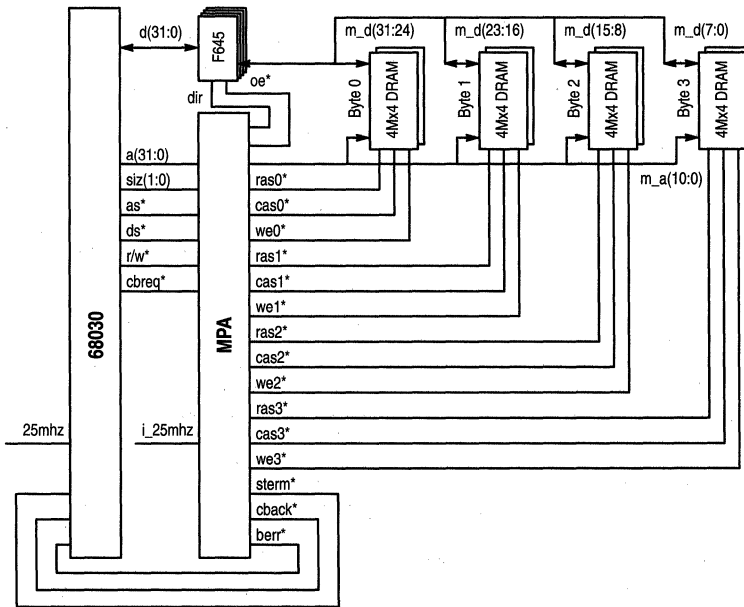 d(31:0)
F645
m_d(31:24)
m_d(23:16)
m_d(15:8)
m_d(7:0)
oe*
dir
Byte 0
4Mx4 DRAM
Byte 1
4Mx4 DRAM
Byte 2
4Mx4 DRAM
Byte 3
4Mx4 DRAM
a(31:0)
m_a(10:0)
siz(1:0)
ras0*
as*
cas0*
ds*
we0*
r/w*
ras1*
cbreq*
cas1*
we1*
68030
MPA
ras2*
cas2*
we2*
ras3*
25mhz
i_25mhz
cas3*
we3*
sterm*
cback*
berr*